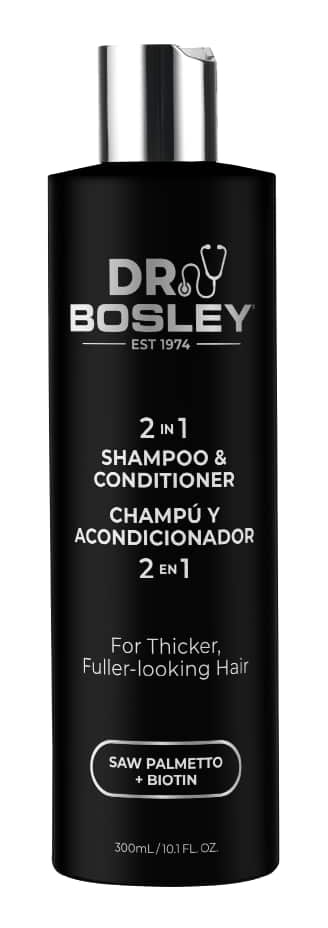 DR
BOSLEY
EST 1974
2 IN 1
SHAMPOO &
CONDITIONER
CHAMPÚ Y
ACONDICIONADOR
2 EN 1
For Thicker,
Fuller-looking Hair
SAW PALMETTO
+ BIOTIN
300mL/10.1 FL. OZ.